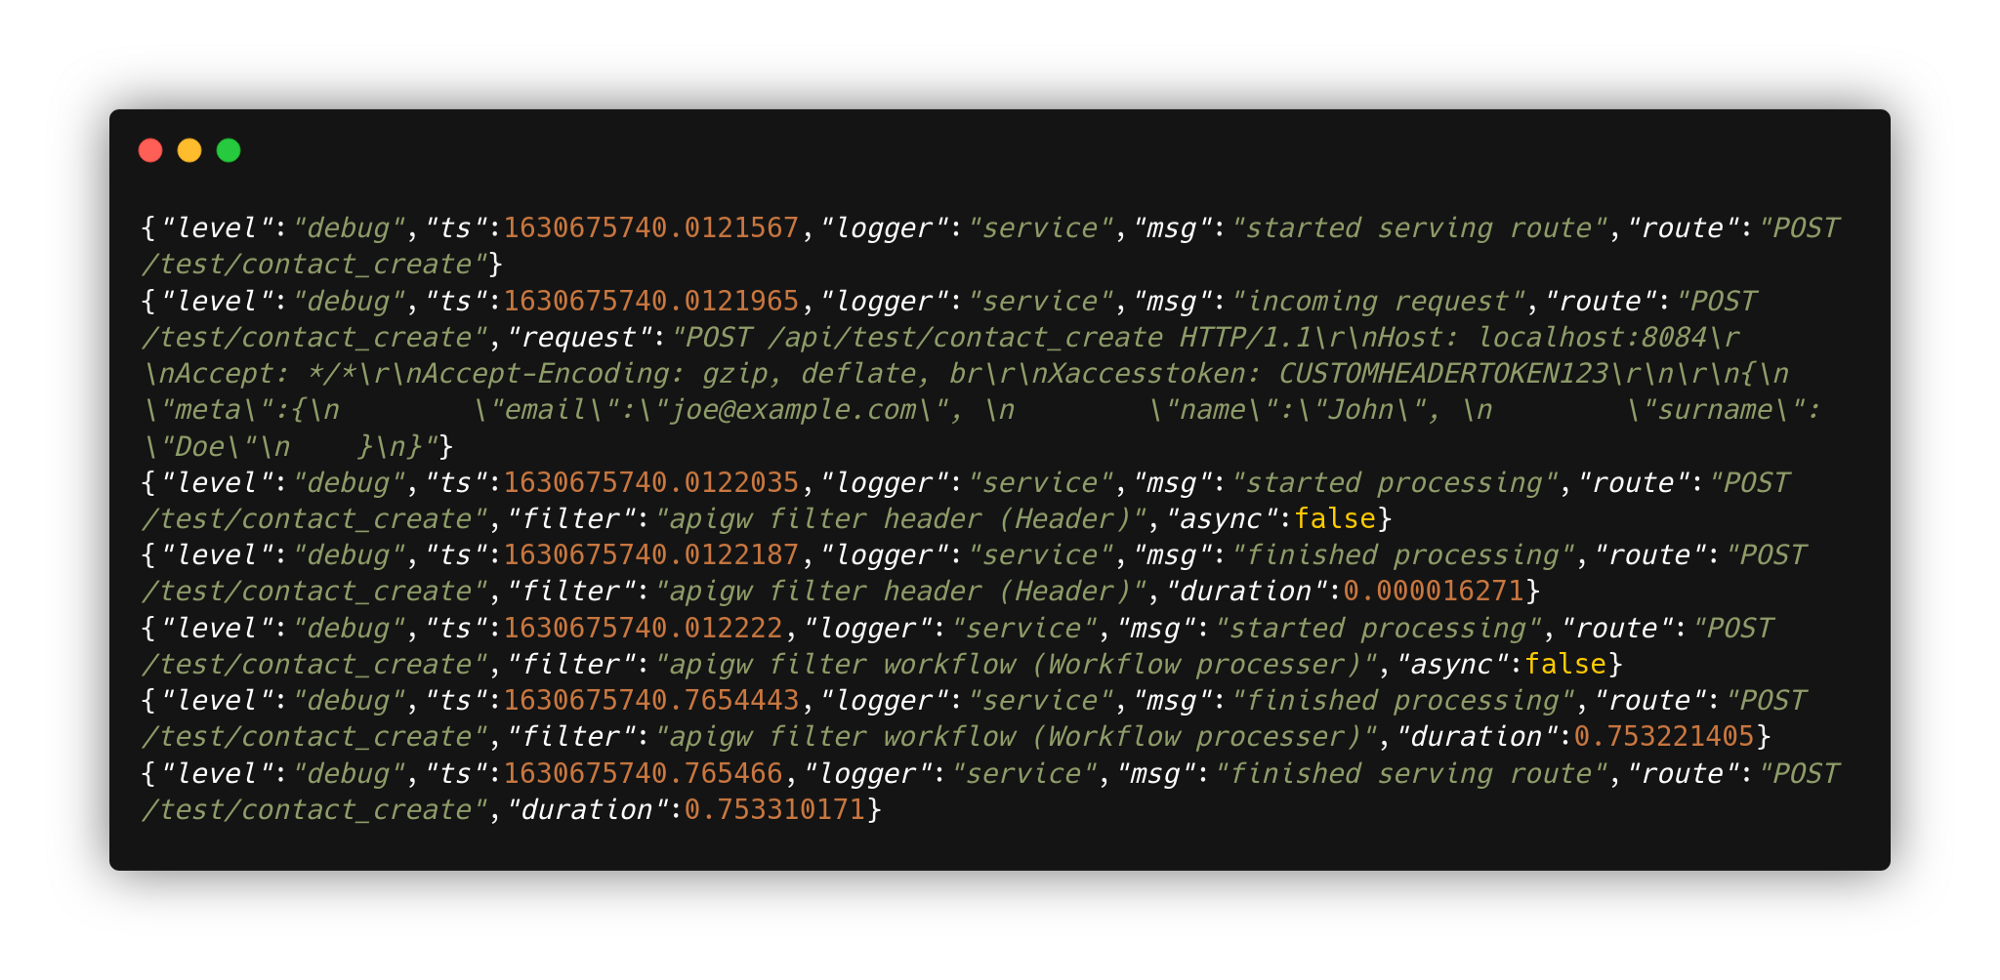 {"level":"debug","ts":1630675740.0121567,"logger":"service","msg":"started serving route","route":"POST
/test/contact_create"}
{"level":"debug","ts":1630675740.0121965,"logger":"service","msg":"incoming request","route":"POST
/test/contact_create","request":"POST /api/test/contact_create HTTP/1.1\r\nHost: localhost:8084\r
\nAccept: */*\r\nAccept-Encoding: gzip, deflate, br\r\nXaccesstoken: CUSTOMHEADERTOKEN123\r\n\r\n{\n
\"meta\":{\n        \"email\":\"joe@example.com\", \n        \"name\":\"John\", \n        \"surname\":
\"Doe\"\n    }\n}"}
{"level":"debug","ts":1630675740.0122035,"logger":"service","msg":"started processing","route":"POST
/test/contact_create","filter":"apigw filter header (Header)","async":false}
{"level":"debug","ts":1630675740.0122187,"logger":"service","msg":"finished processing","route":"POST
/test/contact_create","filter":"apigw filter header (Header)","duration":0.000016271}
{"level":"debug","ts":1630675740.012222,"logger":"service","msg":"started processing","route":"POST
/test/contact_create","filter":"apigw filter workflow (Workflow processer)","async":false}
{"level":"debug","ts":1630675740.7654443,"logger":"service","msg":"finished processing","route":"POST
/test/contact_create","filter":"apigw filter workflow (Workflow processer)","duration":0.753221405}
{"level":"debug","ts":1630675740.765466,"logger":"service","msg":"finished serving route","route":"POST
/test/contact_create","duration":0.753310171}